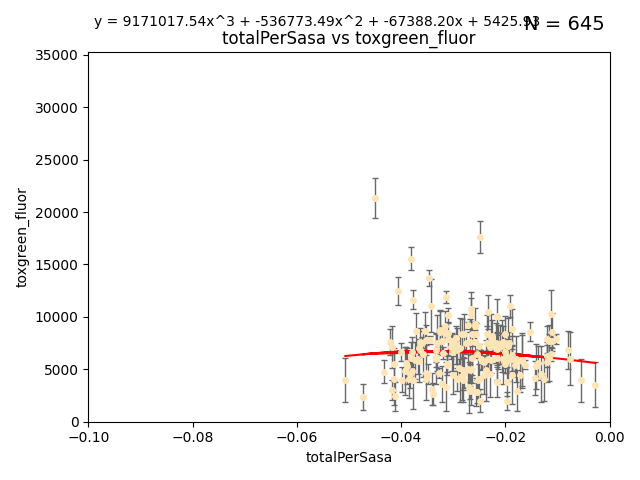 y = 9171017.54x^3 + -536773.49x^2 + -67388.20x + 5425.93
N = 645
totalPerSasa vs toxgreen_fluor
35000
30000
25000
20000
15000
10000
5000
0
toxgreen_fluor
−0.10 −0.08 −0.06 −0.04 −0.02 0.00
totalPerSasa